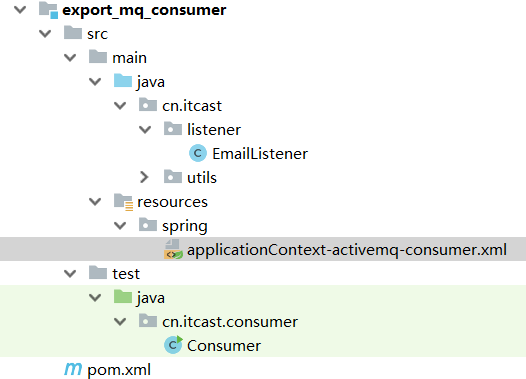 export_mq_consumer
src
main
java
cn.itcast
listener
EmailListener
utils
resources
spring
applicationContext-activemq-consumer.xml
test
java
cn.itcast.consumer
Consumer
pom.xml